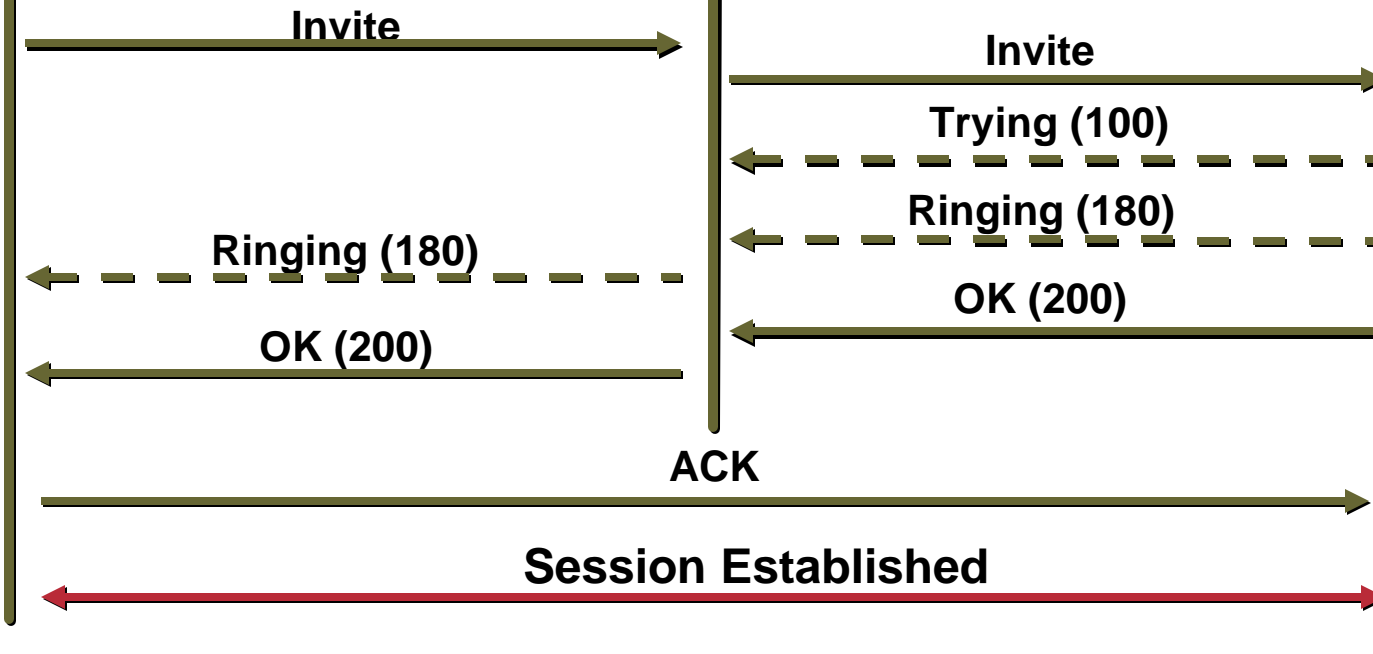 Invite
Invite
Trying (100)
Ringing (180)
Ringing (180)
OK (200)
OK (200)
ACK
Session Established